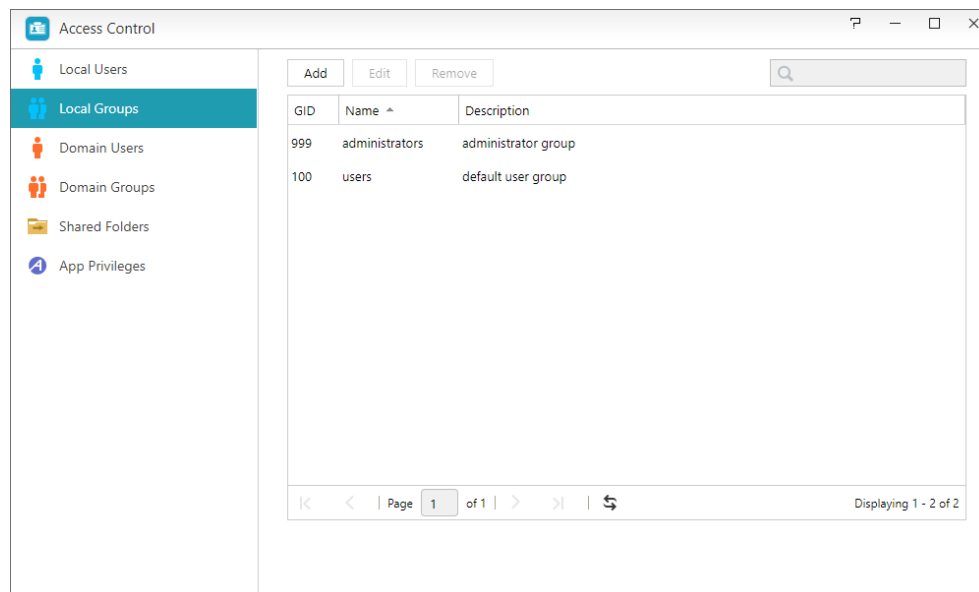 Access Control
Local Users
Local Groups
Domain Users
Domain Groups
Shared Folders
App Privileges
Add Edit Remove
GID Name Description
999 administrators administrator group
100 users default user group
Page 1 of 1 Displaying 1 - 2 of 2